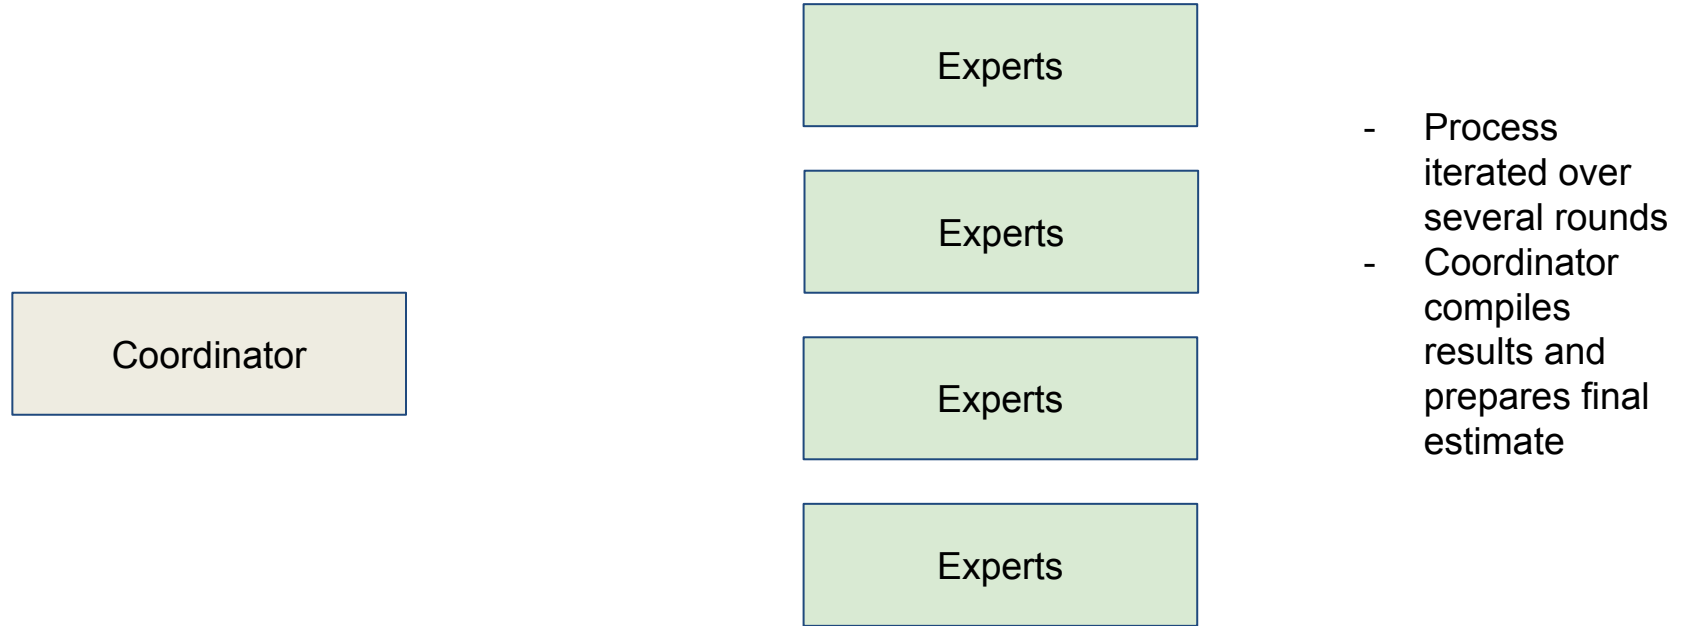 Experts
Experts
Coordinator
Experts
Experts
- Process
iterated over
several rounds
- Coordinator
compiles
results and
prepares final
estimate